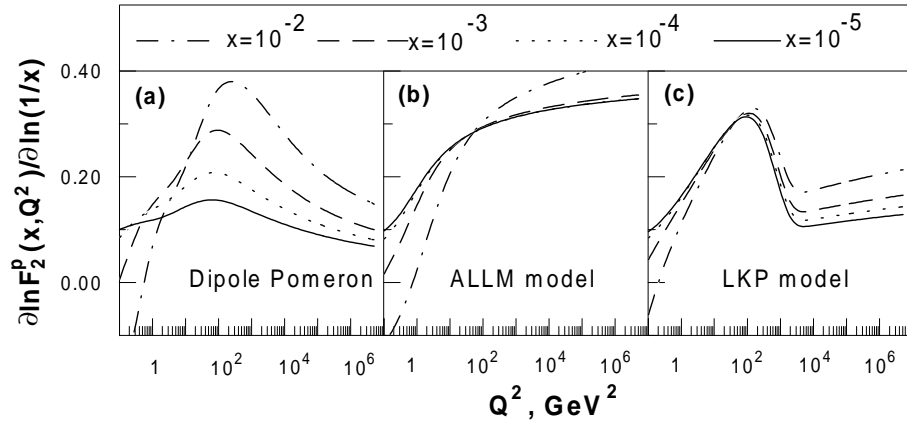 x=10^-2 x=10^-3 x=10^-4 x=10^-5
∂lnF₂^p(x,Q²)/∂ln(1/x)
0.40
0.20
0.00
(a) (b) (c)
Dipole Pomeron ALLM model LKP model
1 10² 10⁴ 10⁶ 1 10² 10⁴ 10⁶ 1 10² 10⁴ 10⁶
Q², GeV²